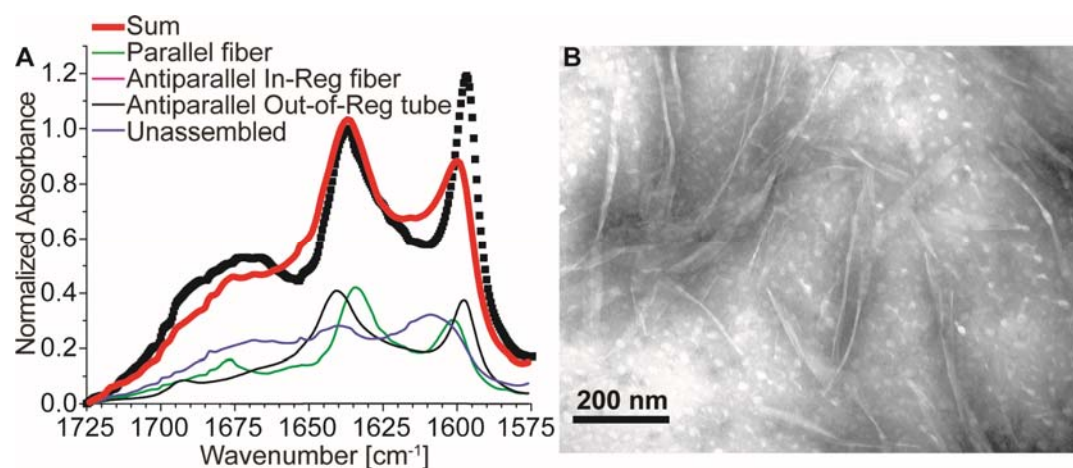 A
Sum
Parallel fiber
Antiparallel In-Reg fiber
Antiparallel Out-of-Reg tube
Unassembled
Normalized Absorbance
1.2
1.0
0.8
0.6
0.4
0.2
0.0
1725 1700 1675 1650 1625 1600 1575
Wavenumber [cm⁻¹]
B
200 nm